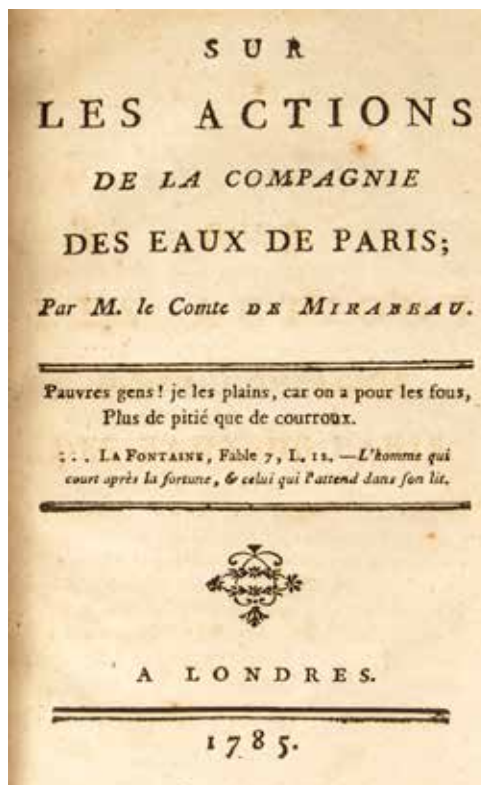 SUR
LES ACTIONS
DE LA COMPAGNIE
DES EAUX DE PARIS;
Par M. le Comte DE MIRABEAU.
Pauvres gens! je les plains, car on a pour les fous,
Plus de pitié que de courroux.
... LA FONTAINE, Fable 7, L. 12. —L'homme qui
court après la fortune, & celui qui l'attend dans ſon lit.
A LONDRES.
1785.